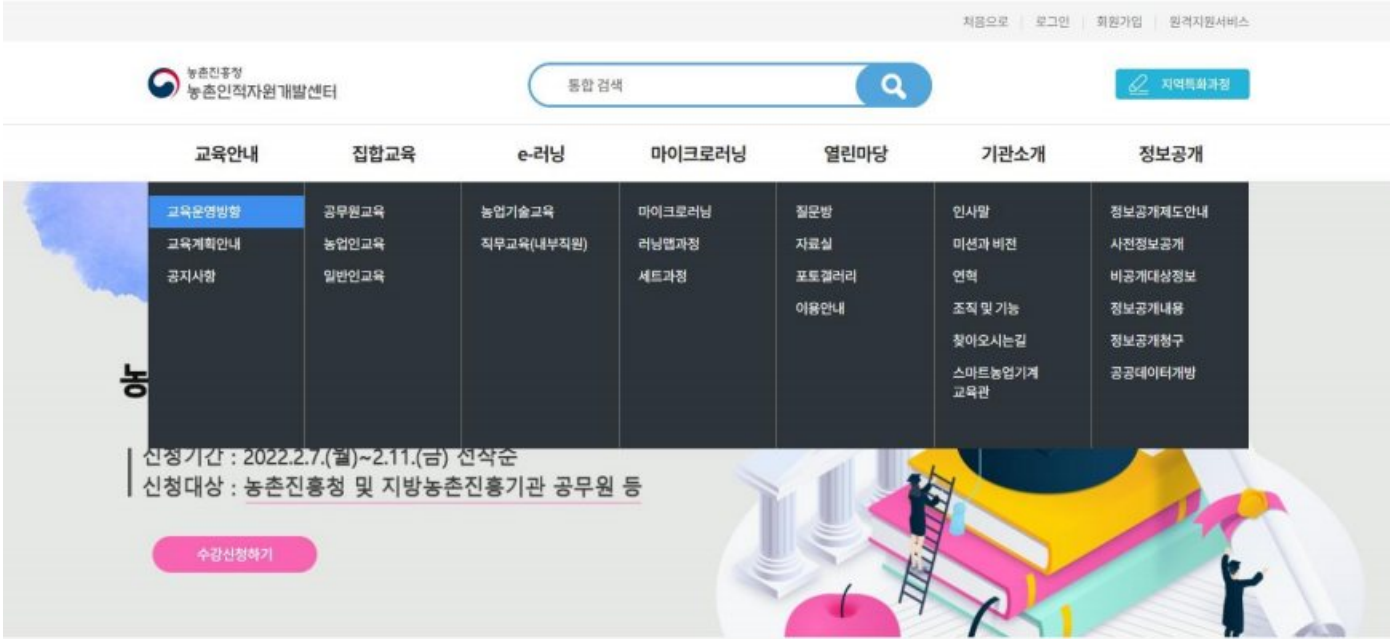 처음으로 로그인 회원가입 원격지원서비스
농촌진흥청
농촌인적자원개발센터
통합 검색
지역특화과정
교육안내 집합교육 e-러닝 마이크로러닝 열린마당 기관소개 정보공개
교육운영방향 공무원교육 농업기술교육 마이크로러닝 질문방 인사말 정보공개제도안내
교육계획안내 농업인교육 직무교육(내부직원) 러닝맵과정 자료실 미션과 비전 사전정보공개
공지사항 일반인교육 세트과정 포토갤러리 연혁 비공개대상정보
이용안내 조직 및 기능 정보공개내용
찾아오시는길 정보공개청구
스마트농업기계 공공데이터개방
교육관
농
신청기간 : 2022.2.7.(월)~2.11.(금) 선착순
신청대상 : 농촌진흥청 및 지방농촌진흥기관 공무원 등
수강신청하기